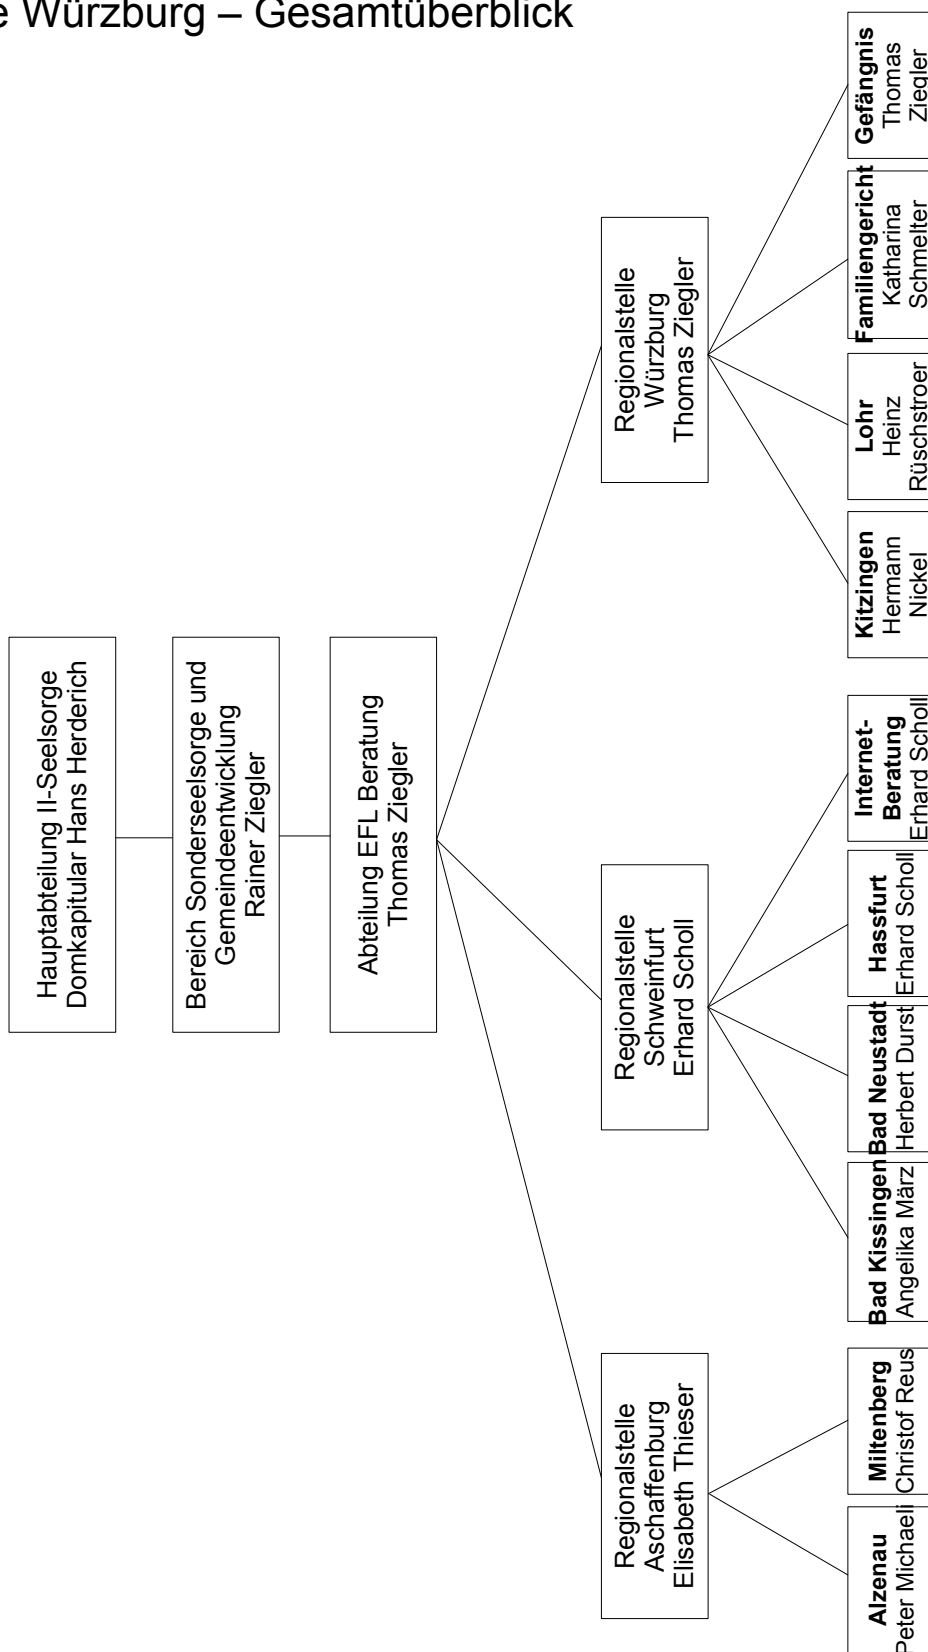 e Würzburg – Gesamtüberblick
Hauptabteilung II-Seelsorge
Domkapitular Hans Herderich
Bereich Sonderseelsorge und
Gemeindeentwicklung
Rainer Ziegler
Abteilung EFL Beratung
Thomas Ziegler
Regionalstelle
Aschaffenburg
Elisabeth Thieser
Regionalstelle
Schweinfurt
Erhard Scholl
Regionalstelle
Würzburg
Thomas Ziegler
Alzenau
Peter Michaeli
Miltenberg
Christof Reus
Bad Kissingen
Angelika März
Bad Neustadt
Herbert Durst
Hassfurt
Erhard Scholl
Internet-
Beratung
Erhard Scholl
Kitzingen
Hermann
Nickel
Lohr
Heinz
Rüschstroer
Familiengericht
Katharina
Schmelter
Gefängnis
Thomas
Ziegler